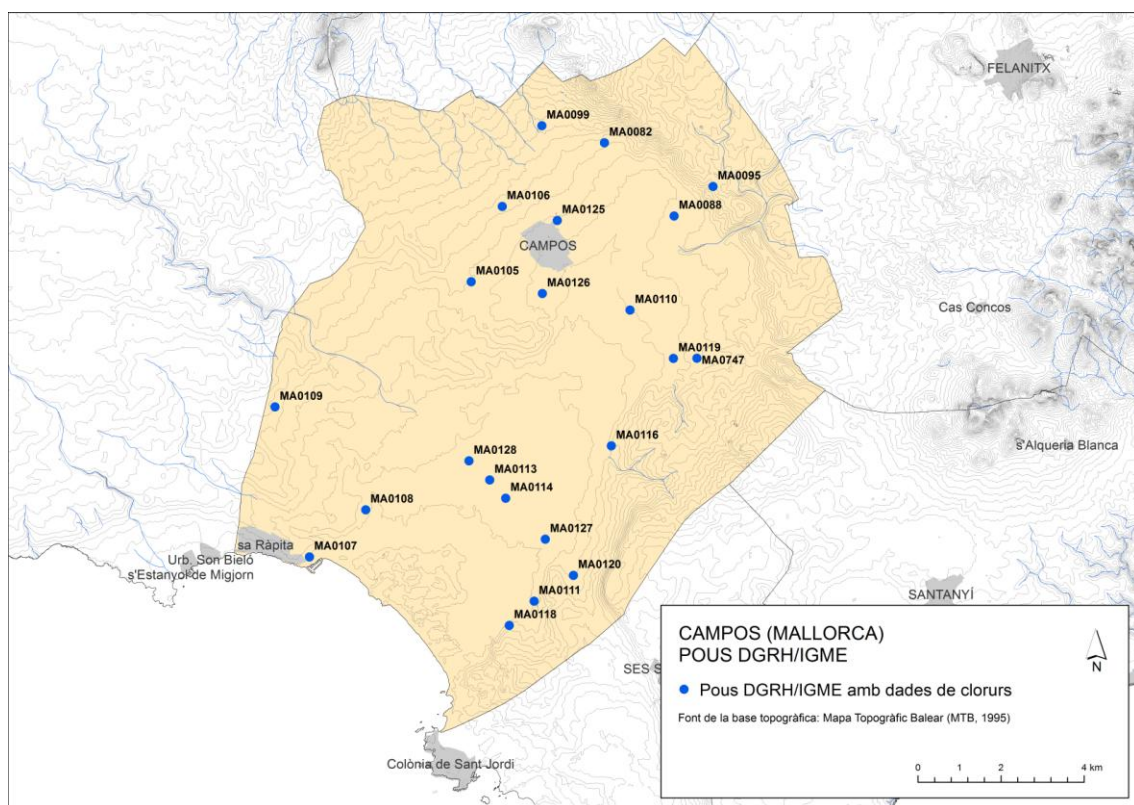 FELANITX
MA0099
MA0082
MA0095
MA0106
MA0088
MA0125
CAMPOS
MA0105
MA0126
MA0110
Cas Concos
MA0119
MA0747
MA0109
MA0116
s'Alqueria Blanca
MA0128
MA0113
MA0114
MA0108
MA0127
sa Ràpita
MA0107
Urb. Son Bieló
s'Estanyol de Migjorn
MA0120
MA0111
MA0118
SANTANYÍ
SES S
Colònia de Sant Jordi
CAMPOS (MALLORCA)
POUS DGRH/IGME
N
Pous DGRH/IGME amb dades de clorurs
Font de la base topogràfica: Mapa Topogràfic Balear (MTB, 1995)
0 1 2 4 km